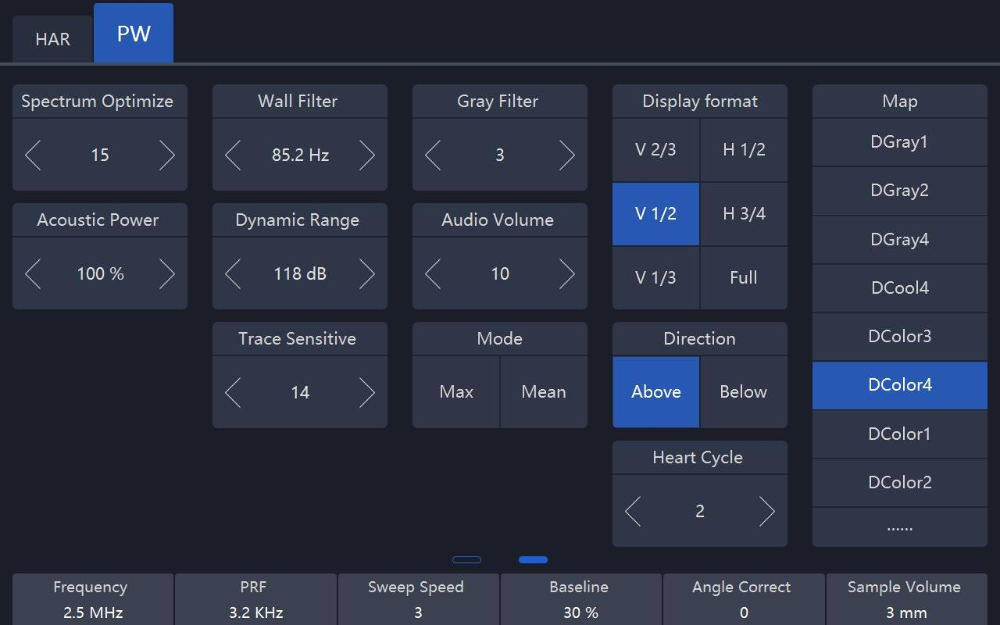 HAR
PW
Spectrum Optimize
15
Wall Filter
85.2 Hz
Gray Filter
3
Display format
V 2/3
H 1/2
V 1/2
H 3/4
V 1/3
Full
Map
DGray1
DGray2
DGray4
DCool4
DColor3
DColor4
DColor1
DColor2
......
Acoustic Power
100 %
Dynamic Range
118 dB
Audio Volume
10
Trace Sensitive
14
Mode
Max
Mean
Direction
Above
Below
Heart Cycle
2
Frequency
2.5 MHz
PRF
3.2 KHz
Sweep Speed
3
Baseline
30 %
Angle Correct
0
Sample Volume
3 mm